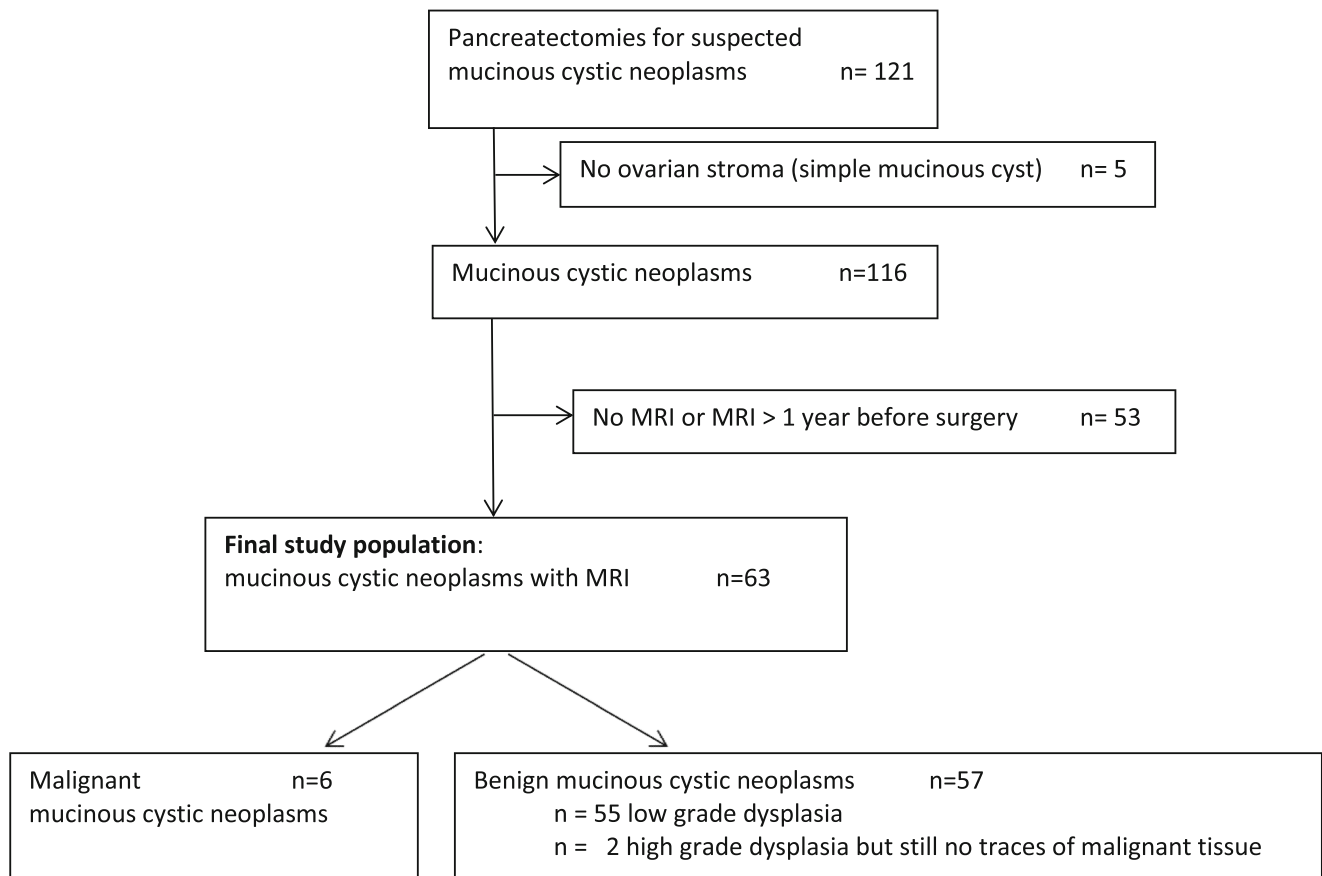 Pancreatectomies for suspected
mucinous cystic neoplasms n= 121
No ovarian stroma (simple mucinous cyst) n= 5
Mucinous cystic neoplasms n=116
No MRI or MRI > 1 year before surgery n= 53
Final study population:
mucinous cystic neoplasms with MRI n=63
Malignant n=6
mucinous cystic neoplasms
Benign mucinous cystic neoplasms n=57
n = 55 low grade dysplasia
n = 2 high grade dysplasia but still no traces of malignant tissue